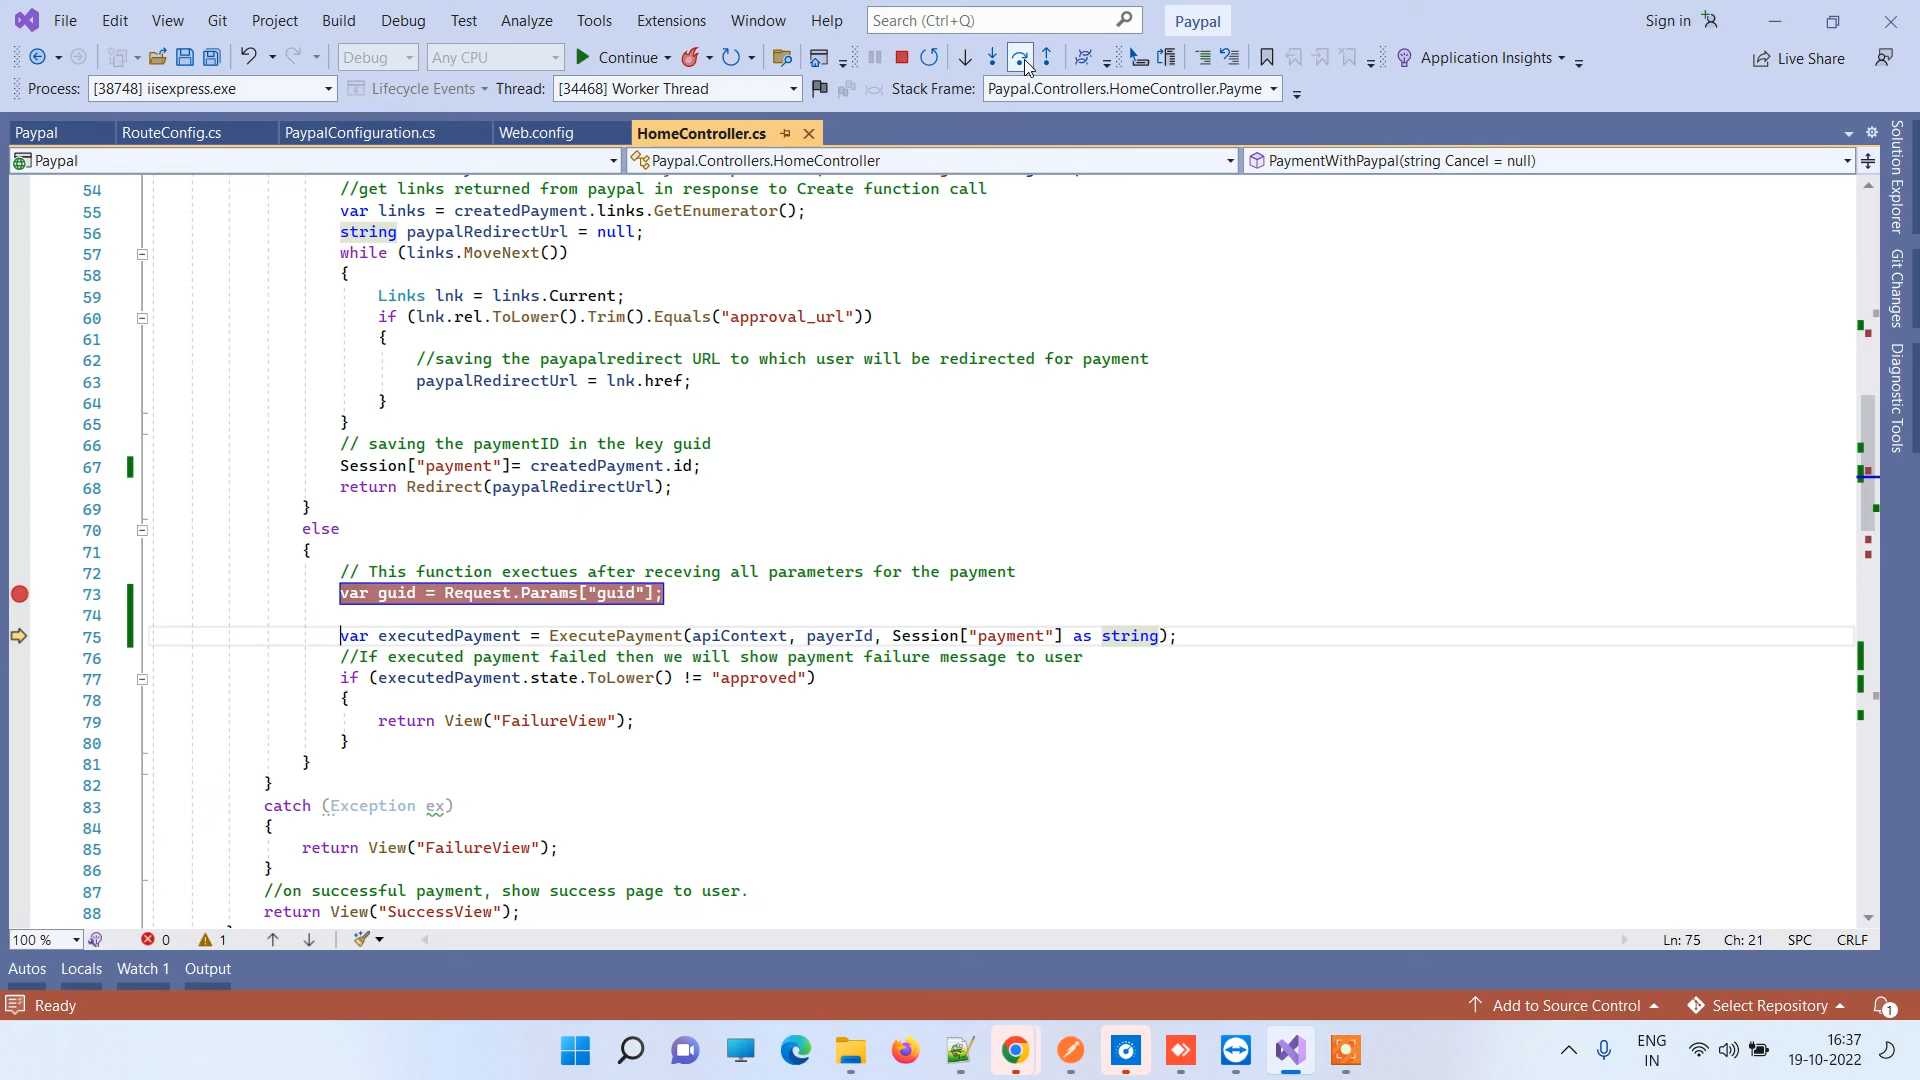 File Edit View Git Project Build Debug Test Analyze Tools Extensions Window Help Search (Ctrl+Q) Paypal Sign in
Debug Any CPU Continue Application Insights Live Share
Process: [38748] iisexpress.exe Lifecycle Events Thread: [34468] Worker Thread Stack Frame: Paypal.Controllers.HomeController.Payme
Paypal RouteConfig.cs PaypalConfiguration.cs Web.config HomeController.cs
Paypal Paypal.Controllers.HomeController PaymentWithPaypal(string Cancel = null)
54 //get links returned from paypal in response to Create function call
55 var links = createdPayment.links.GetEnumerator();
56 string paypalRedirectUrl = null;
57 while (links.MoveNext())
58 {
59 Links lnk = links.Current;
60 if (lnk.rel.ToLower().Trim().Equals("approval_url"))
61 {
62 //saving the payapalredirect URL to which user will be redirected for payment
63 paypalRedirectUrl = lnk.href;
64 }
65 }
66 // saving the paymentID in the key guid
67 Session["payment"]= createdPayment.id;
68 return Redirect(paypalRedirectUrl);
69 }
70 else
71 {
72 // This function exectues after receving all parameters for the payment
73 var guid = Request.Params["guid"];
74
75 var executedPayment = ExecutePayment(apiContext, payerId, Session["payment"] as string);
76 //If executed payment failed then we will show payment failure message to user
77 if (executedPayment.state.ToLower() != "approved")
78 {
79 return View("FailureView");
80 }
81 }
82 }
83 catch (Exception ex)
84 {
85 return View("FailureView");
86 }
87 //on successful payment, show success page to user.
88 return View("SuccessView");
Solution Explorer
Git Changes
Diagnostic Tools
100 % 0 1 Ln: 75 Ch: 21 SPC CRLF
Autos Locals Watch 1 Output
Ready Add to Source Control Select Repository 1
ENG
IN
16:37
19-10-2022